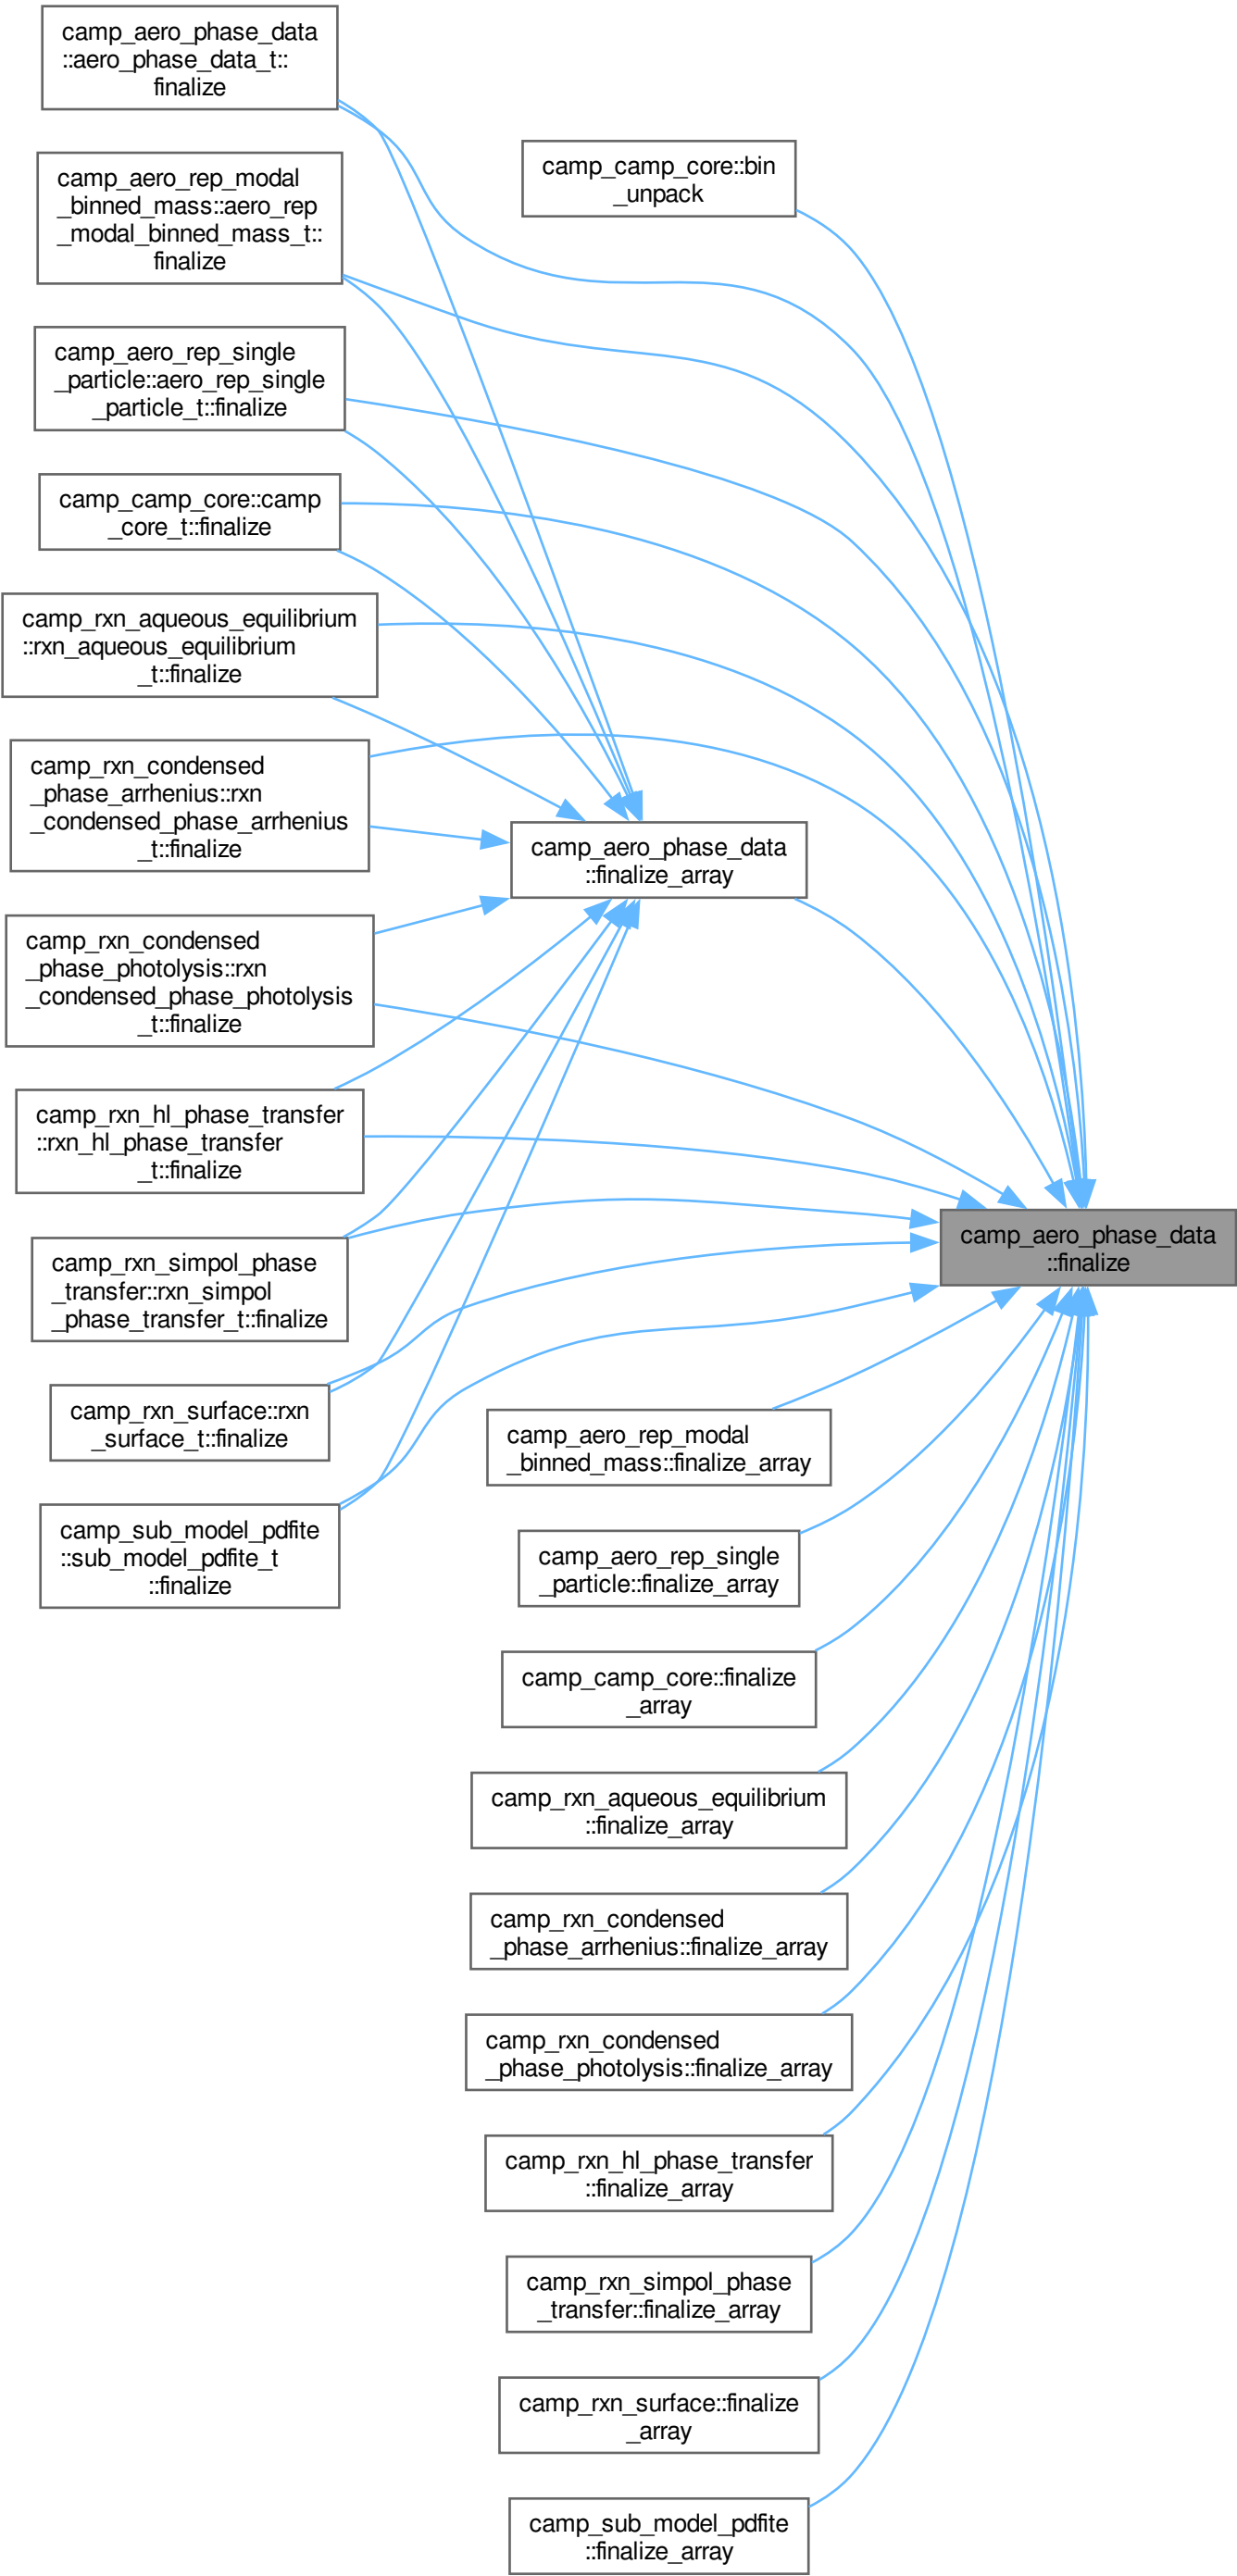 camp_aero_phase_data
::aero_phase_data_t::
finalize
camp_aero_rep_modal
_binned_mass::aero_rep
_modal_binned_mass_t::
finalize
camp_aero_rep_single
_particle::aero_rep_single
_particle_t::finalize
camp_camp_core::camp
_core_t::finalize
camp_rxn_aqueous_equilibrium
::rxn_aqueous_equilibrium
_t::finalize
camp_rxn_condensed
_phase_arrhenius::rxn
_condensed_phase_arrhenius
_t::finalize
camp_rxn_condensed
_phase_photolysis::rxn
_condensed_phase_photolysis
_t::finalize
camp_rxn_hl_phase_transfer
::rxn_hl_phase_transfer
_t::finalize
camp_rxn_simpol_phase
_transfer::rxn_simpol
_phase_transfer_t::finalize
camp_rxn_surface::rxn
_surface_t::finalize
camp_sub_model_pdfite
::sub_model_pdfite_t
::finalize
camp_camp_core::bin
_unpack
camp_aero_phase_data
::finalize_array
camp_aero_rep_modal
_binned_mass::finalize_array
camp_aero_rep_single
_particle::finalize_array
camp_camp_core::finalize
_array
camp_rxn_aqueous_equilibrium
::finalize_array
camp_rxn_condensed
_phase_arrhenius::finalize_array
camp_rxn_condensed
_phase_photolysis::finalize_array
camp_rxn_hl_phase_transfer
::finalize_array
camp_rxn_simpol_phase
_transfer::finalize_array
camp_rxn_surface::finalize
_array
camp_sub_model_pdfite
::finalize_array
camp_aero_phase_data
::finalize